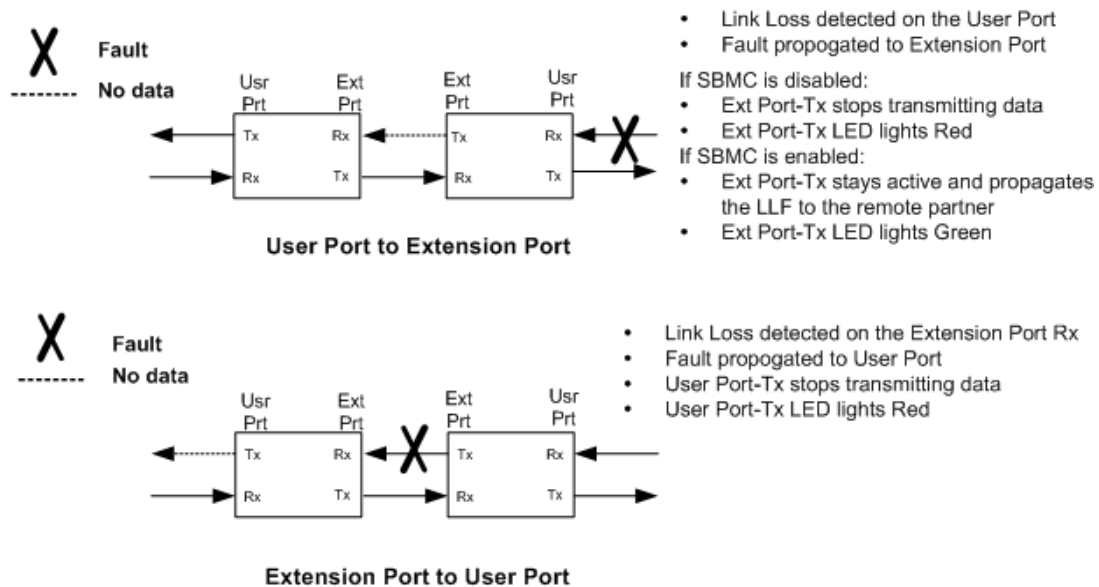 Fault
No data
Usr
Prt
Ext
Prt
Ext
Prt
Usr
Prt
Tx
Rx
Tx
Rx
Rx
Tx
Rx
Tx
User Port to Extension Port
• Link Loss detected on the User Port
• Fault propogated to Extension Port
If SBMC is disabled:
• Ext Port-Tx stops transmitting data
• Ext Port-Tx LED lights Red
If SBMC is enabled:
• Ext Port-Tx stays active and propagates
the LLF to the remote partner
• Ext Port-Tx LED lights Green
Fault
No data
Usr
Prt
Ext
Prt
Ext
Prt
Usr
Prt
Tx
Rx
Tx
Rx
Rx
Tx
Rx
Tx
• Link Loss detected on the Extension Port Rx
• Fault propogated to User Port
• User Port-Tx stops transmitting data
• User Port-Tx LED lights Red
Extension Port to User Port